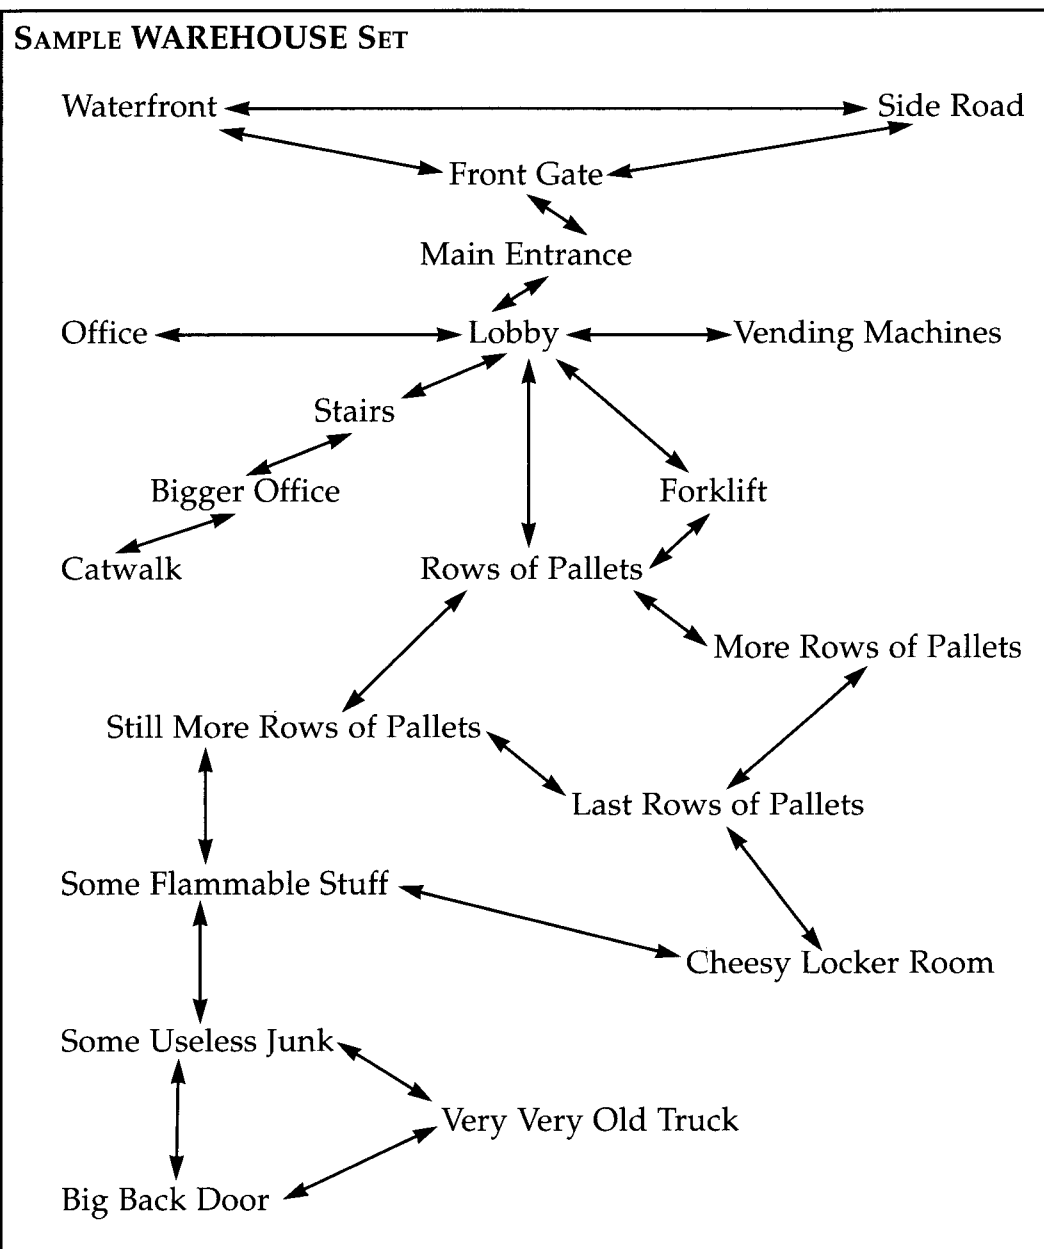 SAMPLE WAREHOUSE SET
Waterfront
Side Road
Front Gate
Main Entrance
Office
Lobby
Vending Machines
Stairs
Bigger Office
Forklift
Catwalk
Rows of Pallets
More Rows of Pallets
Still More Rows of Pallets
Last Rows of Pallets
Some Flammable Stuff
Cheesy Locker Room
Some Useless Junk
Very Very Old Truck
Big Back Door